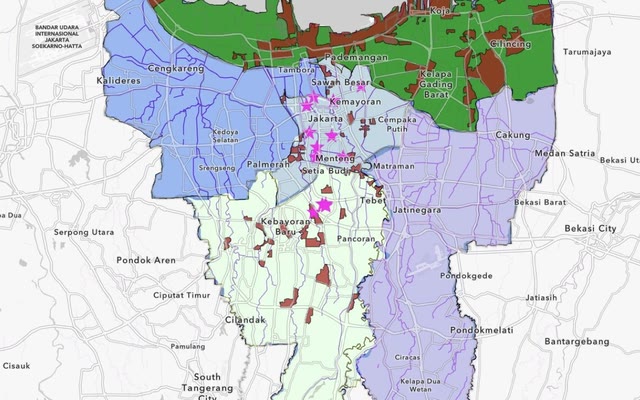 Koja
BANDAR UDARA
INTERNASIONAL
JAKARTA
SOEKARNO-HATTA
Cilincing
Tarumajaya
Pademangan
Cengkareng
Tambora
Kalideres
Sawah Besar
Kelapa
Gading
Barat
Kemayoran
Jakarta
Cempaka
Putih
Kedoya
Selatan
Cakung
Medan Satria
Bekasi Ut
Palmerah
Menteng
Matraman
Srengseng
Setia Budi
Tebet
Jatinegara
Bekasi Barat
pa Dua
Serpong Utara
Kebayoran
Baru
Bekasi City
Pancoran
Pondok Aren
Pondokgede
Ciputat Timur
Jatiasih
Cilandak
Pondokmelati
Bantargebang
Pamulang
Ciracas
Cisauk
South
Tangerang
City
Kelapa Dua
Wetan